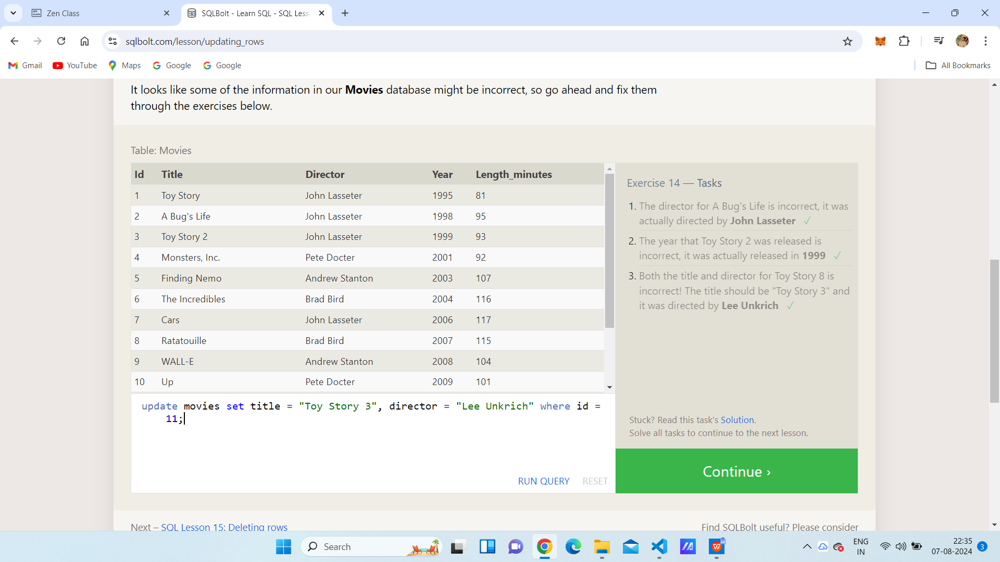 Zen Class
SQLBolt - Learn SQL - SQL Less
sqlbolt.com/lesson/updating_rows
Gmail
YouTube
Maps
Google
Google
All Bookmarks
It looks like some of the information in our Movies database might be incorrect, so go ahead and fix them
through the exercises below.
Table: Movies
Id Title Director Year Length_minutes
1 Toy Story John Lasseter 1995 81
2 A Bug's Life John Lasseter 1998 95
3 Toy Story 2 John Lasseter 1999 93
4 Monsters, Inc. Pete Docter 2001 92
5 Finding Nemo Andrew Stanton 2003 107
6 The Incredibles Brad Bird 2004 116
7 Cars John Lasseter 2006 117
8 Ratatouille Brad Bird 2007 115
9 WALL-E Andrew Stanton 2008 104
10 Up Pete Docter 2009 101
update movies set title = "Toy Story 3", director = "Lee Unkrich" where id =
11;
RUN QUERY RESET
Exercise 14 — Tasks
1. The director for A Bug's Life is incorrect, it was
actually directed by John Lasseter ✓
2. The year that Toy Story 2 was released is
incorrect, it was actually released in 1999 ✓
3. Both the title and director for Toy Story 8 is
incorrect! The title should be "Toy Story 3" and
it was directed by Lee Unkrich ✓
Stuck? Read this task's Solution.
Solve all tasks to continue to the next lesson.
Continue ›
Next – SQL Lesson 15: Deleting rows
Find SQLBolt useful? Please consider
Search
ENG
IN
22:35
07-08-2024
3